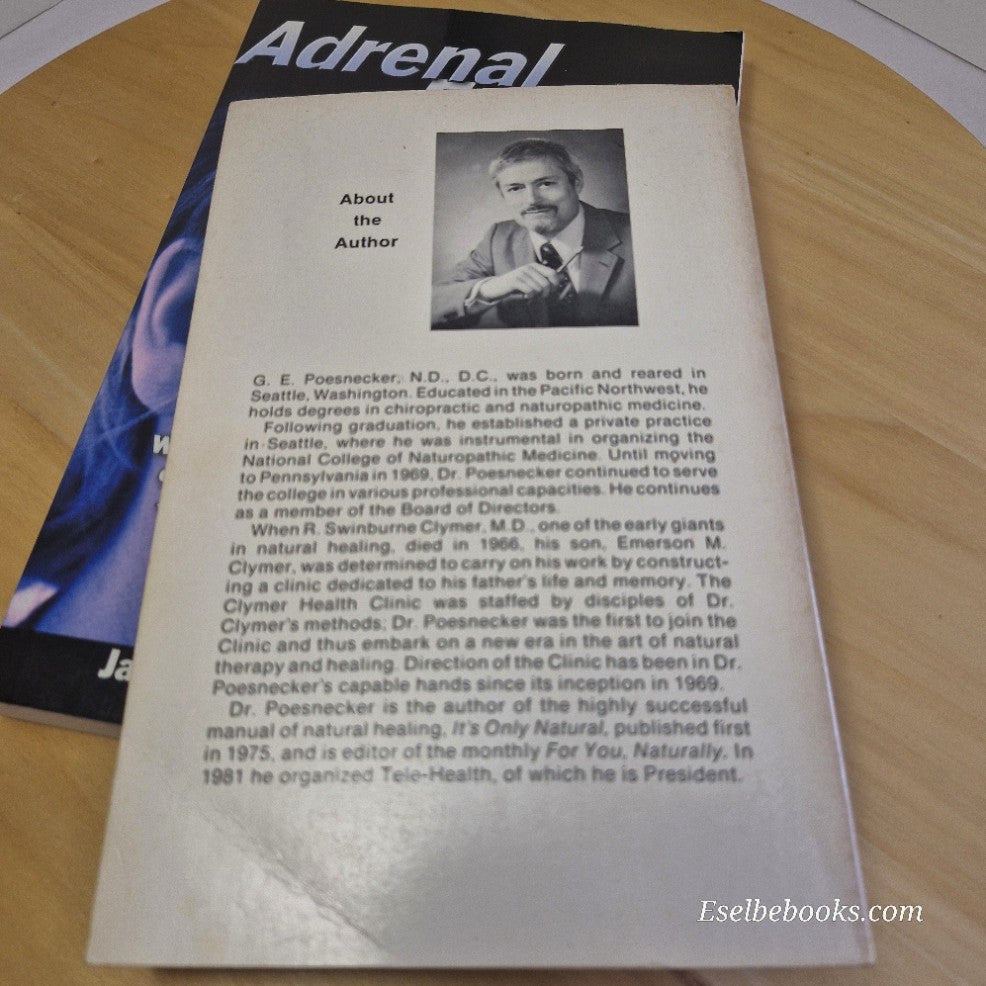 Adrenal
About
the
Author
G. E. Poesnecker, N.D., D.C., was born and reared in
Seattle, Washington. Educated in the Pacific Northwest, he
holds degrees in chiropractic and naturopathic medicine.
Following graduation, he established a private practice
in Seattle, where he was instrumental in organizing the
National College of Naturopathic Medicine. Until moving
to Pennsylvania in 1969, Dr. Poesnecker continued to serve
the college in various professional capacities. He continues
as a member of the Board of Directors.
When R. Swinburne Clymer, M.D., one of the early giants
in natural healing, died in 1966, his son, Emerson M.
Clymer, was determined to carry on his work by construct-
ing a clinic dedicated to his father's life and memory. The
Clymer Health Clinic was staffed by disciples of Dr.
Clymer's methods; Dr. Poesnecker was the first to join the
Clinic and thus embark on a new era in the art of natural
therapy and healing. Direction of the Clinic has been in Dr.
Poesnecker's capable hands since its inception in 1969.
Dr. Poesnecker is the author of the highly successful
manual of natural healing, It's Only Natural, published first
in 1975, and is editor of the monthly For You, Naturally. In
1981 he organized Tele-Health, of which he is President.
W
Ja
Eselbebooks.com